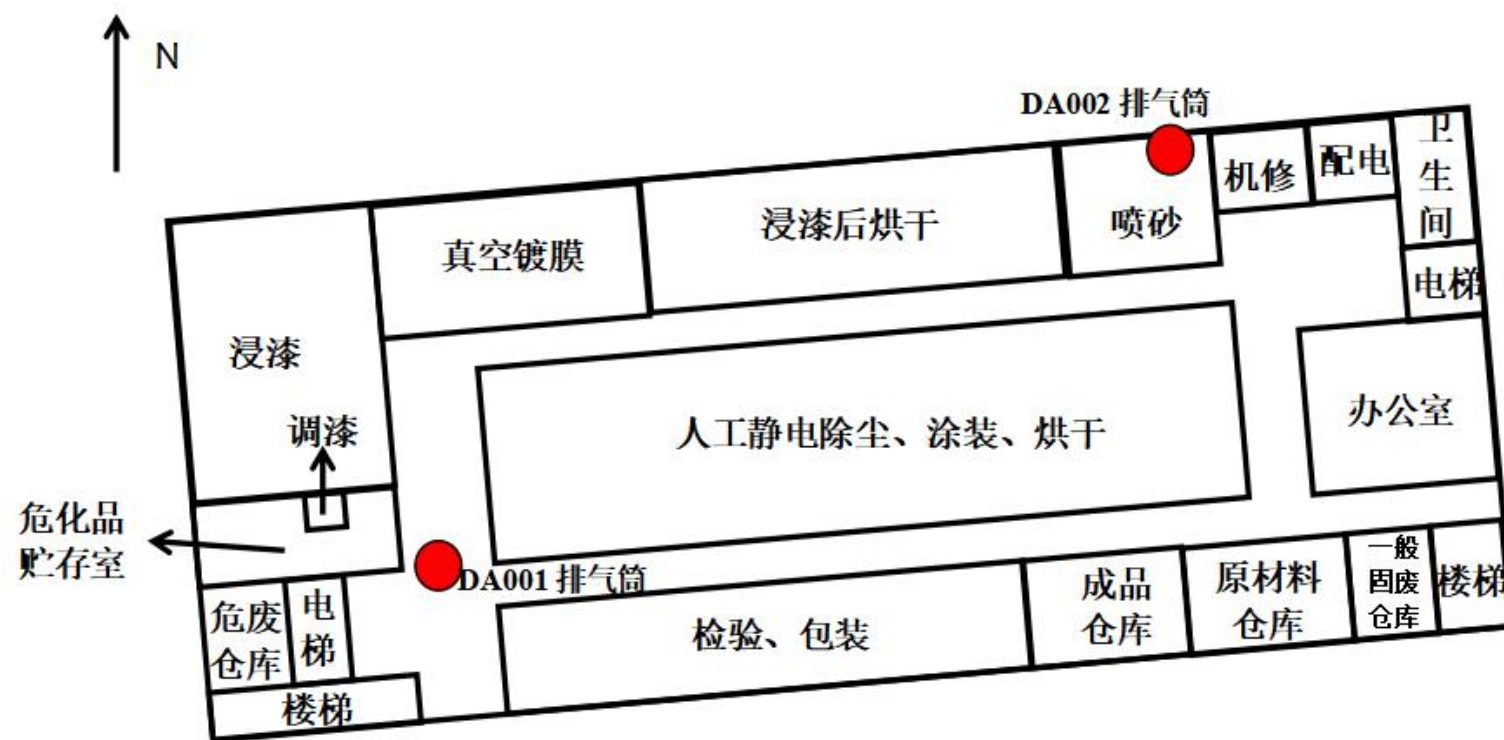 N
DA002 排气筒
卫生间
配电
机修
喷砂
浸漆后烘干
真空镀膜
电梯
浸漆
调漆
人工静电除尘、涂装、烘干
办公室
危化品
贮存室
DA001 排气筒
危废
仓库
电梯
楼梯
检验、包装
成品
仓库
原材料
仓库
一般
固废
仓库
楼梯